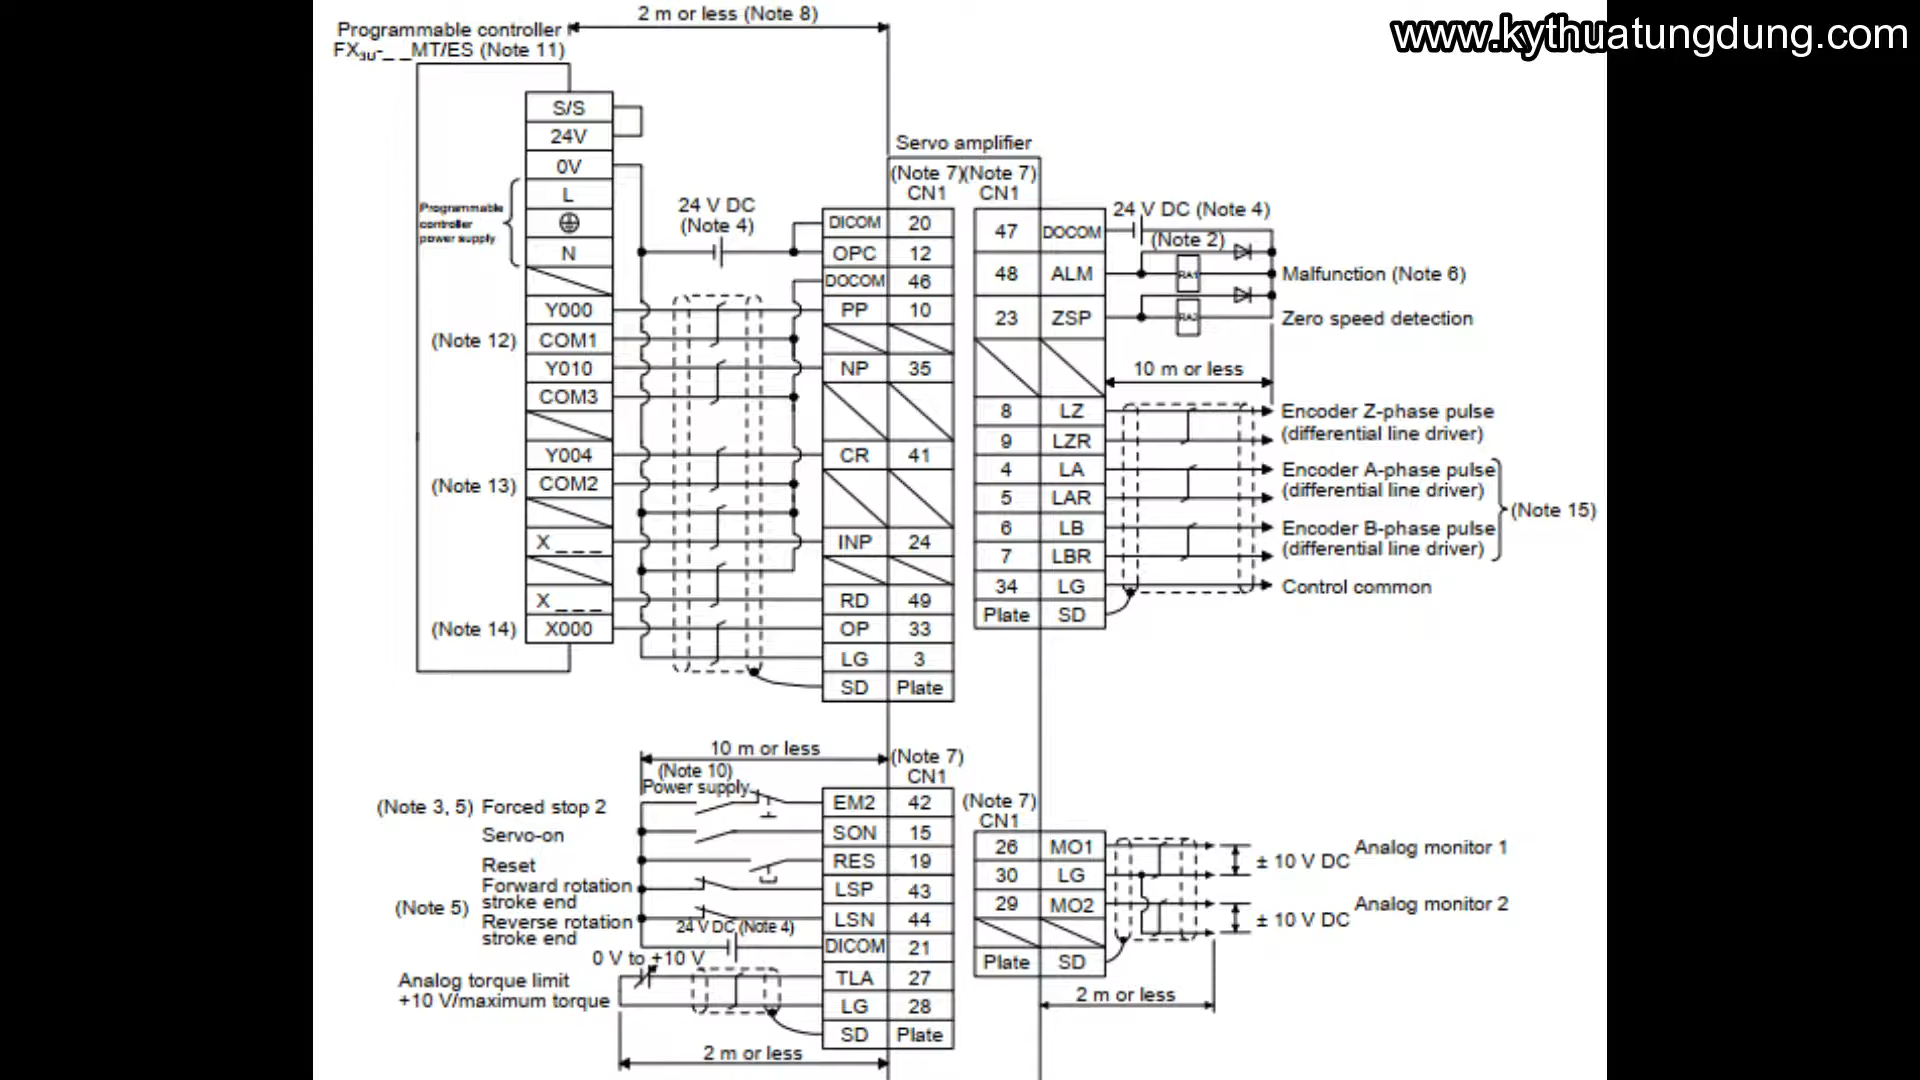 www.kythuatungdung.com
2 m or less (Note 8)
Programmable controller
FX3U-_ _MT/ES (Note 11)
S/S
24V
0V
L
N
Programmable
controller
power supply
Y000
(Note 12) COM1
Y010
COM3
Y004
(Note 13) COM2
X _ _ _
X _ _ _
(Note 14) X000
24 V DC
(Note 4)
Servo amplifier
(Note 7)(Note 7)
CN1 CN1
DICOM 20
OPC 12
DOCOM 46
PP 10
NP 35
CR 41
INP 24
RD 49
OP 33
LG 3
SD Plate
24 V DC (Note 4)
47 DOCOM
(Note 2)
48 ALM RA1 Malfunction (Note 6)
23 ZSP RA2 Zero speed detection
10 m or less
8 LZ Encoder Z-phase pulse
9 LZR (differential line driver)
4 LA Encoder A-phase pulse
5 LAR (differential line driver)
(Note 15)
6 LB Encoder B-phase pulse
7 LBR (differential line driver)
34 LG Control common
Plate SD
10 m or less
(Note 7)
CN1
(Note 10)
Power supply
(Note 3, 5) Forced stop 2 EM2 42
Servo-on SON 15
Reset RES 19
Forward rotation
stroke end LSP 43
(Note 5)
Reverse rotation
stroke end LSN 44
24 V DC (Note 4)
DICOM 21
0 V to +10 V
Analog torque limit TLA 27
+10 V/maximum torque LG 28
SD Plate
2 m or less
(Note 7)
CN1
26 MO1 Analog monitor 1
± 10 V DC
30 LG
29 MO2 Analog monitor 2
± 10 V DC
Plate SD
2 m or less